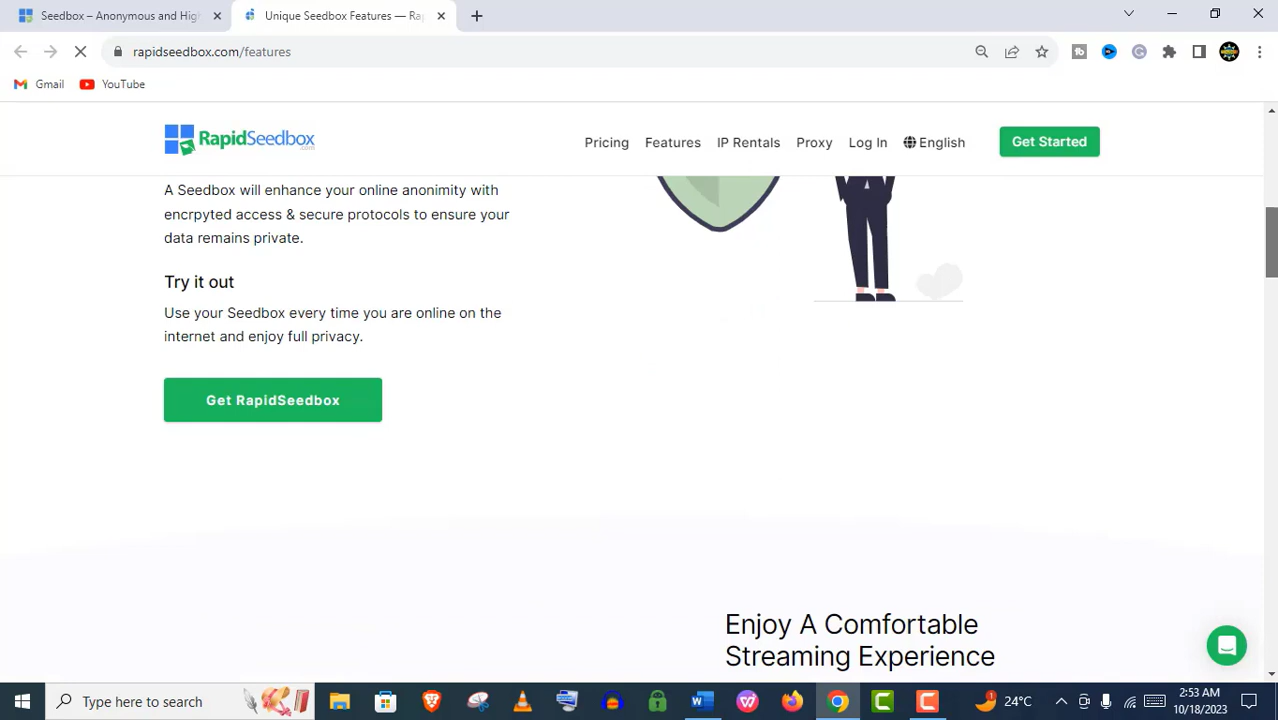 Seedbox – Anonymous and Hig
Unique Seedbox Features — Ra
rapidseedbox.com/features
Gmail
YouTube
RapidSeedbox
.com
Pricing
Features
IP Rentals
Proxy
Log In
English
Get Started
A Seedbox will enhance your online anonimity with
encrpyted access & secure protocols to ensure your
data remains private.
Try it out
Use your Seedbox every time you are online on the
internet and enjoy full privacy.
Get RapidSeedbox
Enjoy A Comfortable
Streaming Experience
Type here to search
1
24°C
2:53 AM
10/18/2023